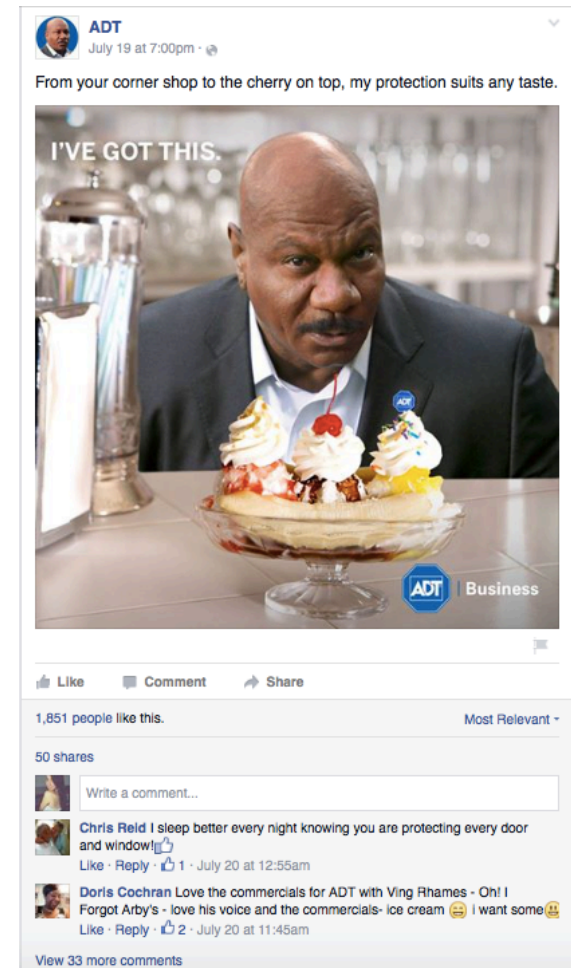 ADT
July 19 at 7:00pm ·
From your corner shop to the cherry on top, my protection suits any taste.
I'VE GOT THIS.
ADT
ADT | Business
Like Comment Share
1,851 people like this. Most Relevant
50 shares
Write a comment...
Chris Reid I sleep better every night knowing you are protecting every door
and window!👍
Like · Reply · 👍 1 · July 20 at 12:55am
Doris Cochran Love the commercials for ADT with Ving Rhames - Oh! I
Forgot Arby's - love his voice and the commercials- ice cream 😄 i want some😃
Like · Reply · 👍 2 · July 20 at 11:45am
View 33 more comments